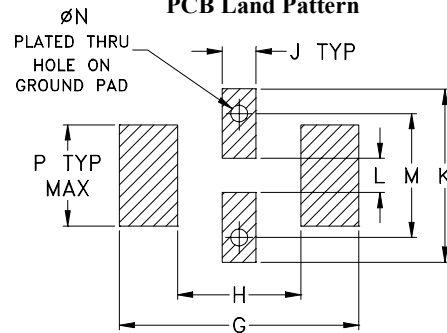 PCB Land Pattern
øN
PLATED THRU
HOLE ON
GROUND PAD
J TYP
P TYP
MAX
L
M
K
H
G